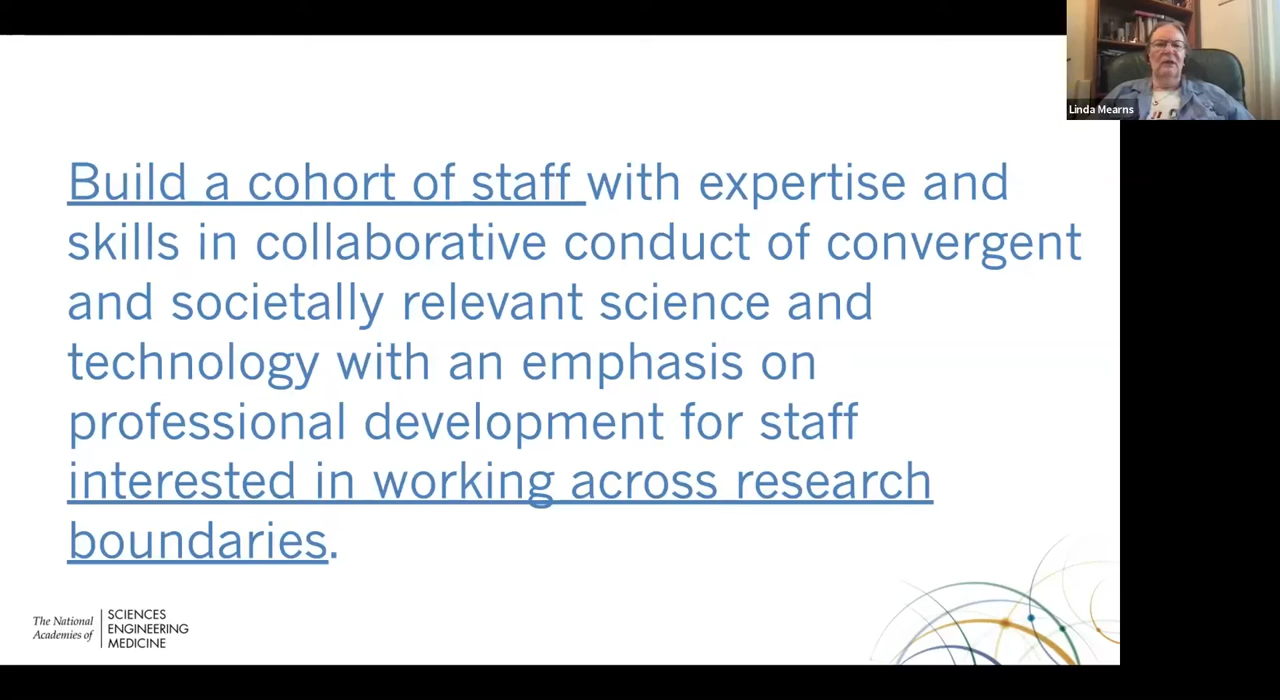 Linda Mearns
Build a cohort of staff with expertise and
skills in collaborative conduct of convergent
and societally relevant science and
technology with an emphasis on
professional development for staff
interested in working across research
boundaries.
The National
Academies of
SCIENCES
ENGINEERING
MEDICINE